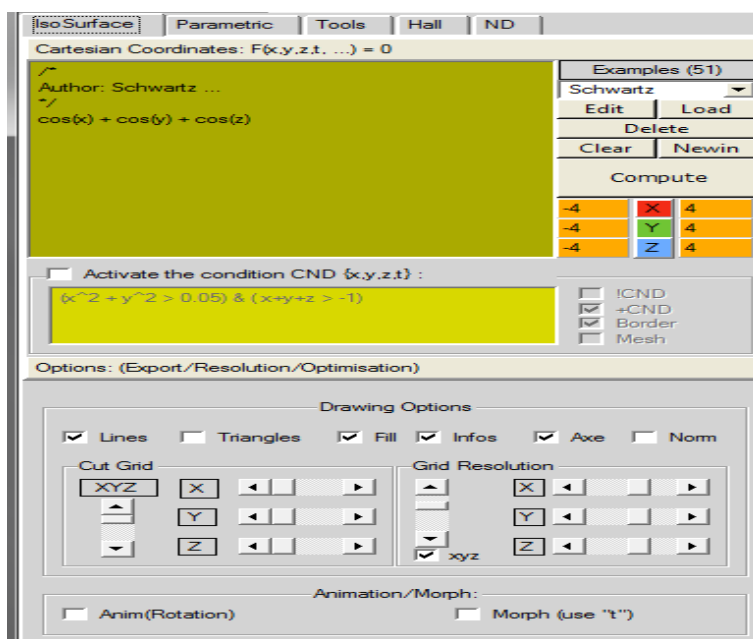 IsoSurface Parametric Tools Hall ND
Cartesian Coordinates: F(x,y,z,t, ...) = 0
/*
Author: Schwartz ...
*/
cos(x) + cos(y) + cos(z)
Examples (51)
Schwartz
Edit Load
Delete
Clear Newin
Compute
-4 X 4
-4 Y 4
-4 Z 4
Activate the condition CND {x,y,z,t} :
(x^2 + y^2 > 0.05) & (x+y+z > -1)
!CND
+CND
Border
Mesh
Options: (Export/Resolution/Optimisation)
Drawing Options
Lines Triangles Fill Infos Axe Norm
Cut Grid
XYZ X
Y
Z
Grid Resolution
X
Y
xyz Z
Animation/Morph:
Anim(Rotation) Morph (use "t")